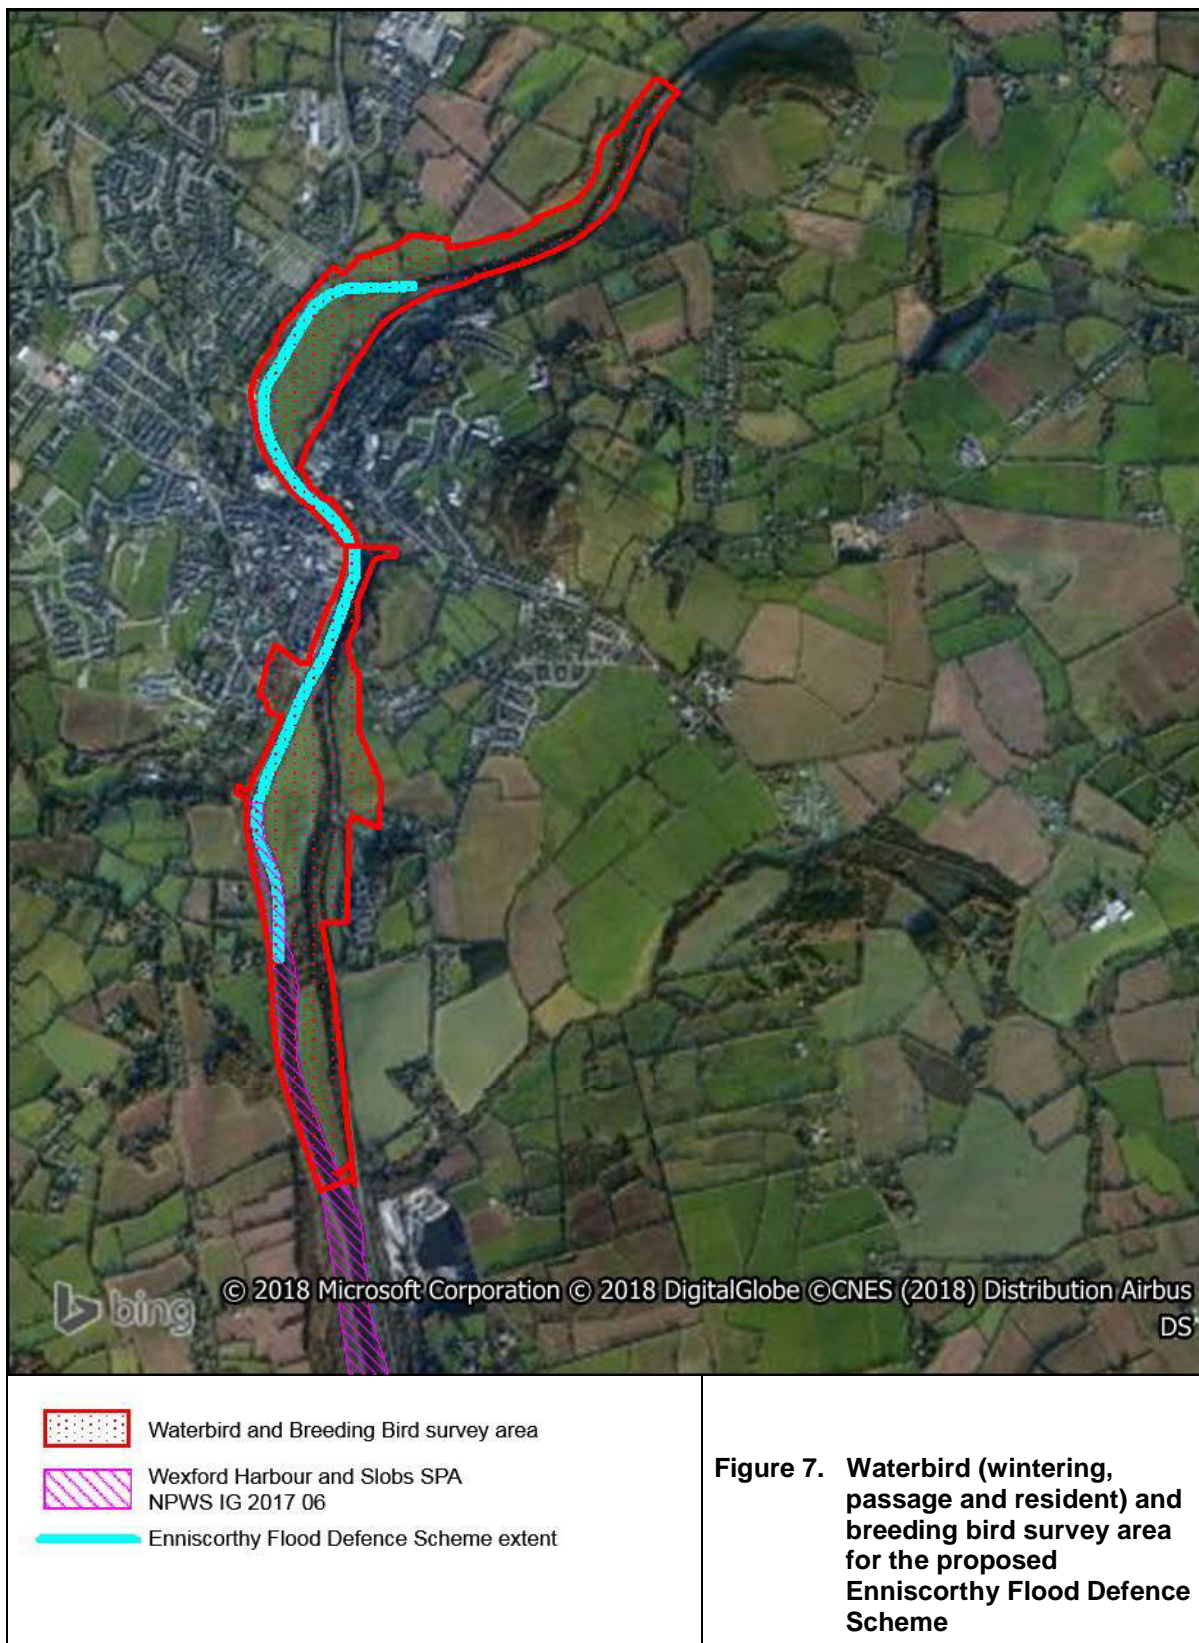 bing
© 2018 Microsoft Corporation © 2018 DigitalGlobe ©CNES (2018) Distribution Airbus
DS
Waterbird and Breeding Bird survey area
Wexford Harbour and Slobs SPA
NPWS IG 2017 06
Enniscorthy Flood Defence Scheme extent
Figure 7. Waterbird (wintering,
passage and resident) and
breeding bird survey area
for the proposed
Enniscorthy Flood Defence
Scheme